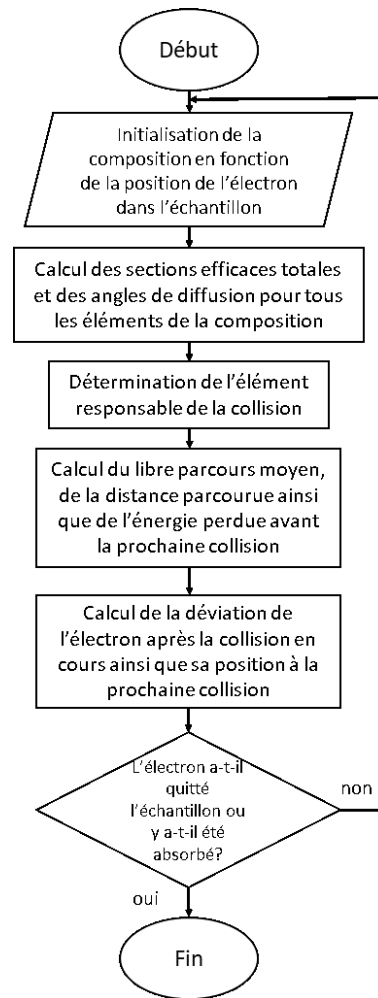 Début
Initialisation de la
composition en fonction
de la position de l'électron
dans l'échantillon
Calcul des sections efficaces totales
et des angles de diffusion pour tous
les éléments de la composition
Détermination de l'élément
responsable de la collision
Calcul du libre parcours moyen,
de la distance parcourue ainsi
que de l'énergie perdue avant
la prochaine collision
Calcul de la déviation de
l'électron après la collision en
cours ainsi que sa position à la
prochaine collision
L'électron a-t-il
quitté
l'échantillon ou
y a-t-il été
absorbé?
non
oui
Fin